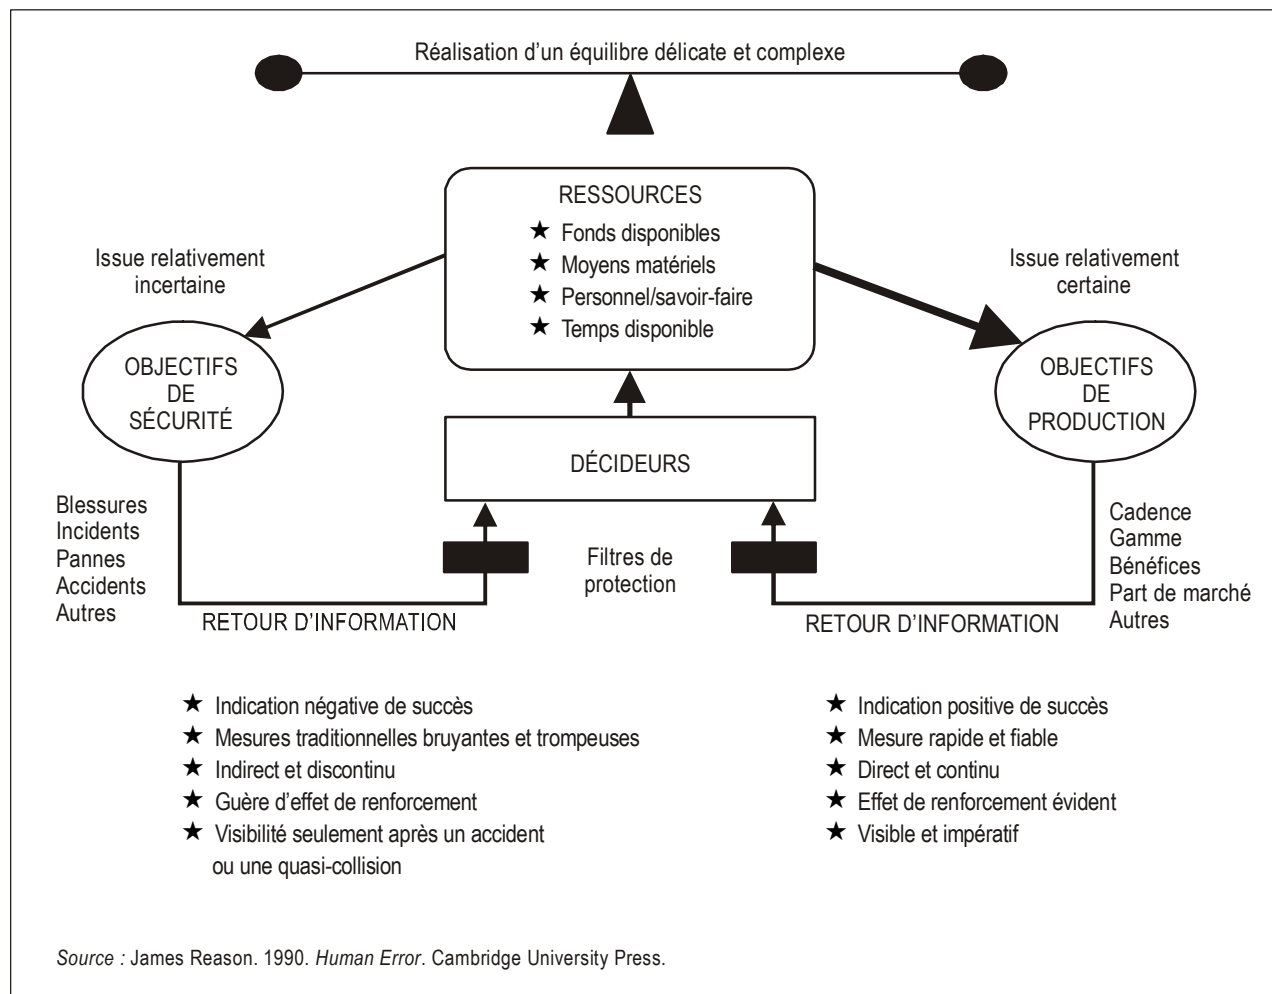 Réalisation d'un équilibre délicate et complexe
RESSOURCES
★ Fonds disponibles
★ Moyens matériels
★ Personnel/savoir-faire
★ Temps disponible
Issue relativement
incertaine
Issue relativement
certaine
OBJECTIFS
DE
SÉCURITÉ
OBJECTIFS
DE
PRODUCTION
DÉCIDEURS
Blessures
Incidents
Pannes
Accidents
Autres
Filtres de
protection
Cadence
Gamme
Bénéfices
Part de marché
Autres
RETOUR D'INFORMATION
RETOUR D'INFORMATION
★ Indication négative de succès
★ Mesures traditionnelles bruyantes et trompeuses
★ Indirect et discontinu
★ Guère d'effet de renforcement
★ Visibilité seulement après un accident
ou une quasi-collision
★ Indication positive de succès
★ Mesure rapide et fiable
★ Direct et continu
★ Effet de renforcement évident
★ Visible et impératif
Source : James Reason. 1990. Human Error. Cambridge University Press.